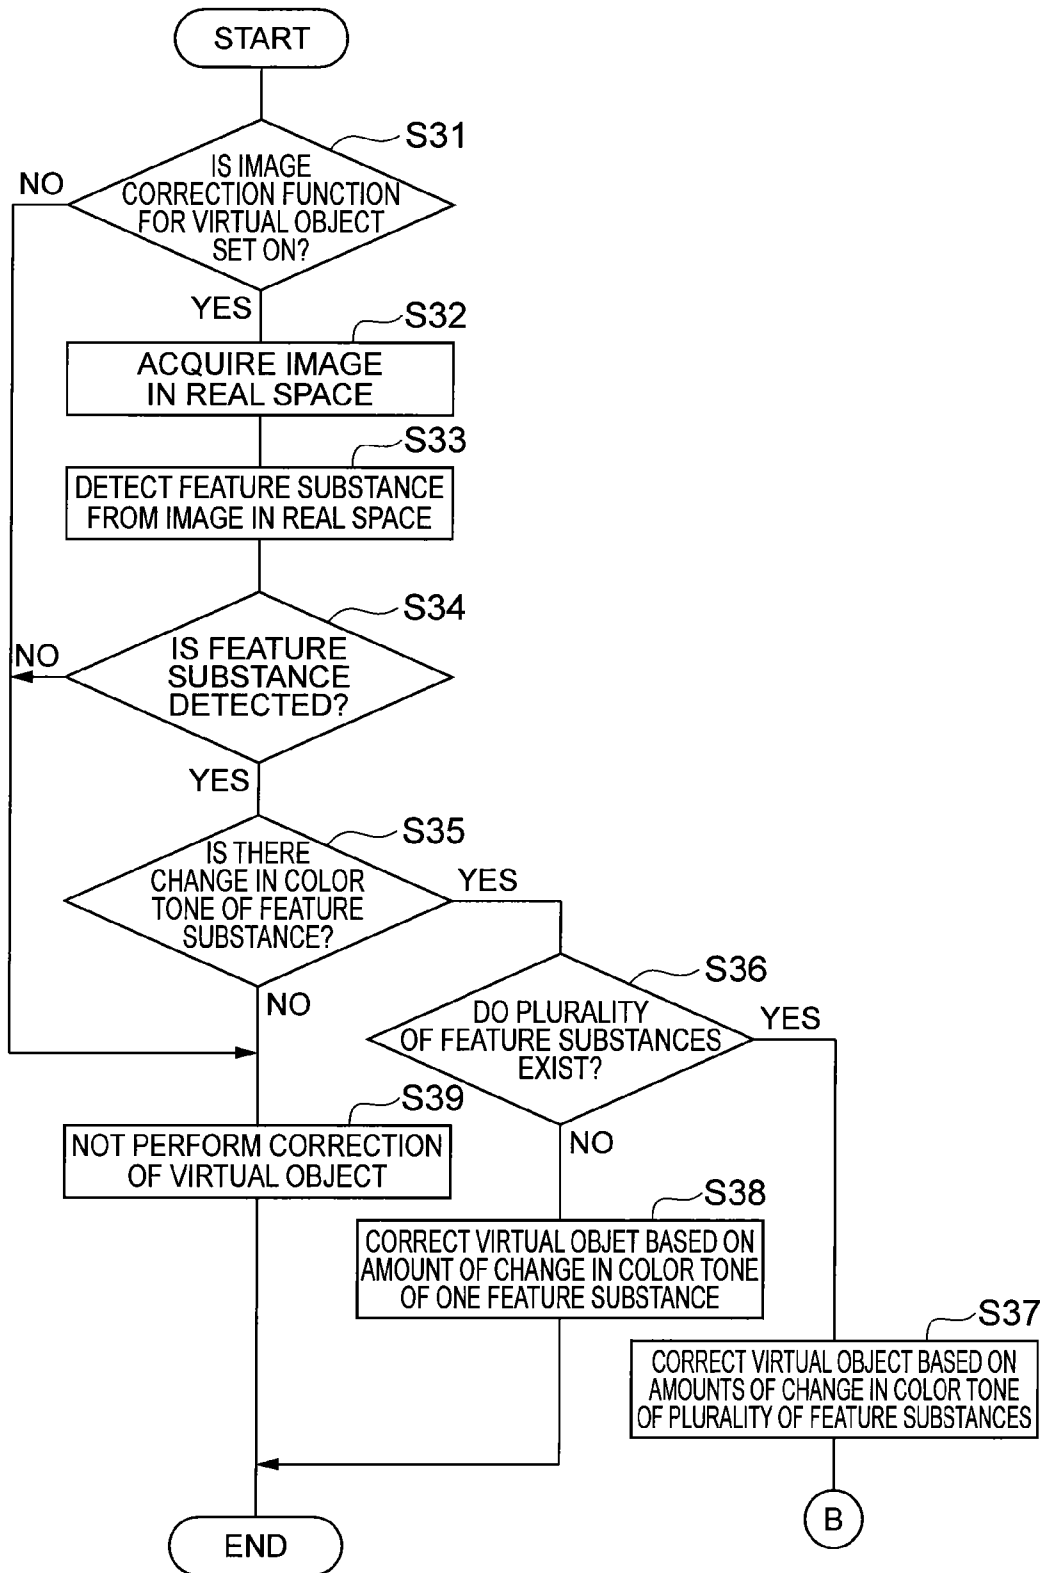 START
S31
IS IMAGE
CORRECTION FUNCTION
FOR VIRTUAL OBJECT
SET ON?
NO
YES
S32
ACQUIRE IMAGE
IN REAL SPACE
S33
DETECT FEATURE SUBSTANCE
FROM IMAGE IN REAL SPACE
S34
IS FEATURE
SUBSTANCE
DETECTED?
NO
YES
S35
IS THERE
CHANGE IN COLOR
TONE OF FEATURE
SUBSTANCE?
YES
NO
S36
DO PLURALITY
OF FEATURE SUBSTANCES
EXIST?
YES
NO
S39
NOT PERFORM CORRECTION
OF VIRTUAL OBJECT
S38
CORRECT VIRTUAL OBJET BASED ON
AMOUNT OF CHANGE IN COLOR TONE
OF ONE FEATURE SUBSTANCE
S37
CORRECT VIRTUAL OBJECT BASED ON
AMOUNTS OF CHANGE IN COLOR TONE
OF PLURALITY OF FEATURE SUBSTANCES
B
END